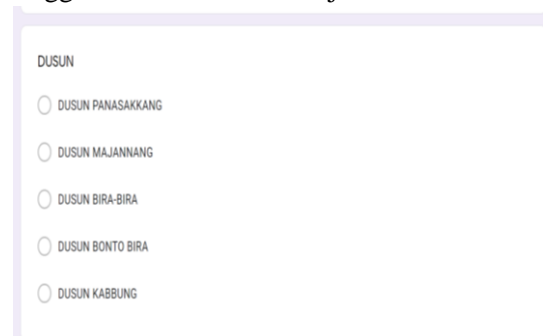 DUSUN
DUSUN PANASAKKANG
DUSUN MAJANNANG
DUSUN BIRA-BIRA
DUSUN BONTO BIRA
DUSUN KABBUNG